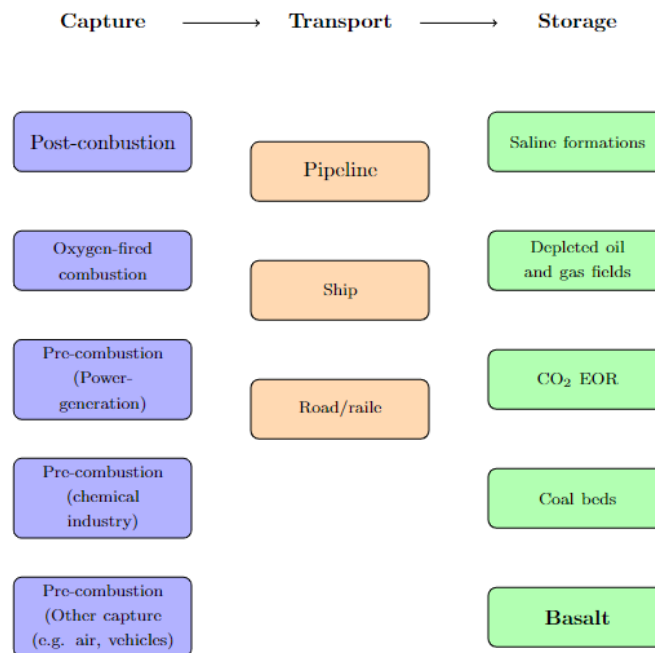 Capture
Transport
Storage
Post-conbustion
Oxygen-fired
combustion
Pre-combustion
(Power-
generation)
Pre-combustion
(chemical
industry)
Pre-combustion
(Other capture
(e.g. air, vehicles)
Pipeline
Ship
Road/raile
Saline formations
Depleted oil
and gas fields
CO₂ EOR
Coal beds
Basalt